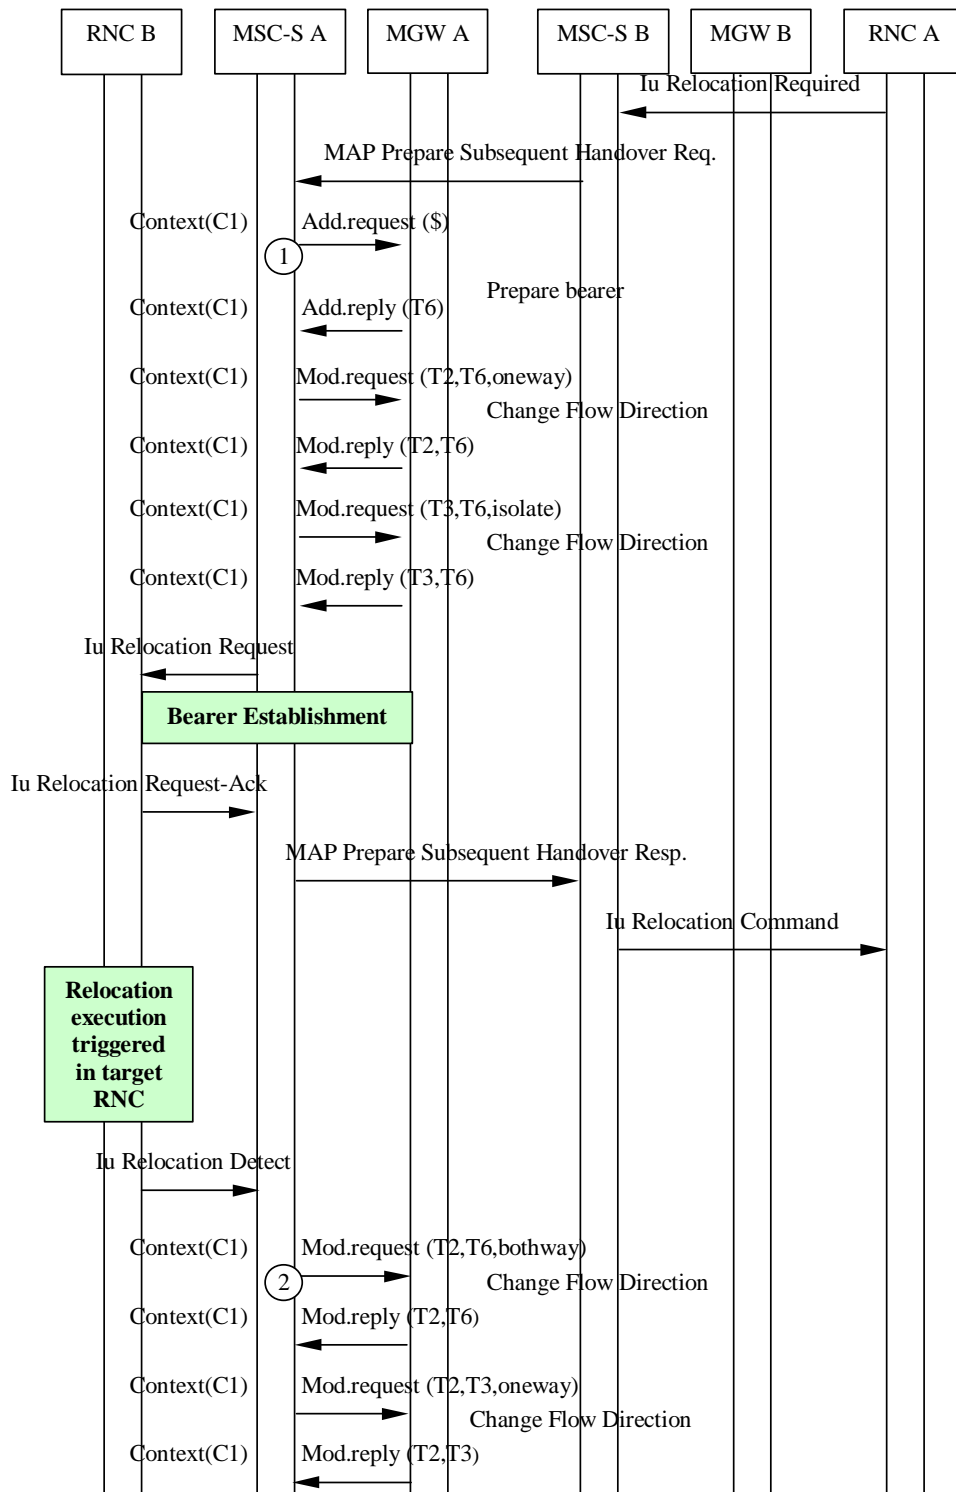 RNC B MSC-S A MGW A MSC-S B MGW B RNC A
Iu Relocation Required
MAP Prepare Subsequent Handover Req.
Context(C1) Add.request ($)
1
Prepare bearer
Context(C1) Add.reply (T6)
Context(C1) Mod.request (T2,T6,oneway)
Change Flow Direction
Context(C1) Mod.reply (T2,T6)
Context(C1) Mod.request (T3,T6,isolate)
Change Flow Direction
Context(C1) Mod.reply (T3,T6)
Iu Relocation Request
Bearer Establishment
Iu Relocation Request-Ack
MAP Prepare Subsequent Handover Resp.
Iu Relocation Command
Relocation
execution
triggered
in target
RNC
Iu Relocation Detect
Context(C1) Mod.request (T2,T6,bothway)
2 Change Flow Direction
Context(C1) Mod.reply (T2,T6)
Context(C1) Mod.request (T2,T3,oneway)
Change Flow Direction
Context(C1) Mod.reply (T2,T3)